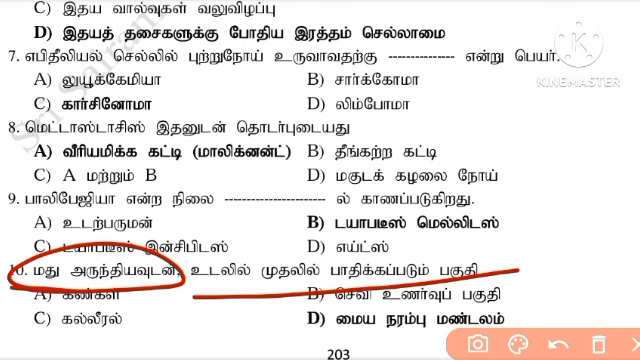 C) இதய வால்வுகள் வலுவிழப்பு
D) இதயத் தசைகளுக்கு போதிய இரத்தம் செல்லாமை
7. எபிதீலியல் செல்லில் புற்றுநோய் உருவாவதற்கு -------------- என்று பெயர்.
A) லுயூக்கேமியா B) சார்க்கோமா
C) கார்சினோமா D) லிம்போமா
8. மெட்டாஸ்டாசிஸ் இதனுடன் தொடர்புடையது
A) வீரியமிக்க கட்டி (மாலிக்னன்ட்) B) தீங்கற்ற கட்டி
C) A மற்றும் B D) மகுடக் கழலை நோய்
9. பாலிபேஜியா என்ற நிலை --------------------- ல் காணப்படுகிறது.
A) உடற்பருமன் B) டயாபடீஸ் மெல்லிடஸ்
C) டயாபடீஸ் இன்சிபிடஸ் D) எய்ட்ஸ்
10. மது அருந்தியவுடன், உடலில் முதலில் பாதிக்கப்படும் பகுதி
A) கண்கள் B) செவி உணர்வுப் பகுதி
C) கல்லீரல் D) மைய நரம்பு மண்டலம்
203
KINEMASTER